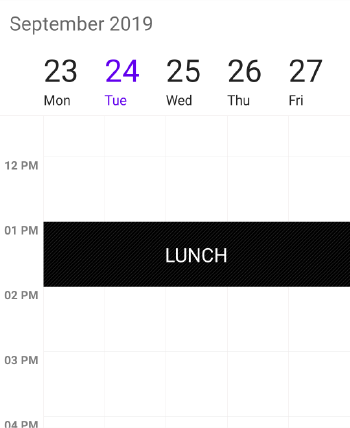 September 2019
23 24 25 26 27
Mon Tue Wed Thu Fri
12 PM
01 PM
LUNCH
02 PM
03 PM
04 PM